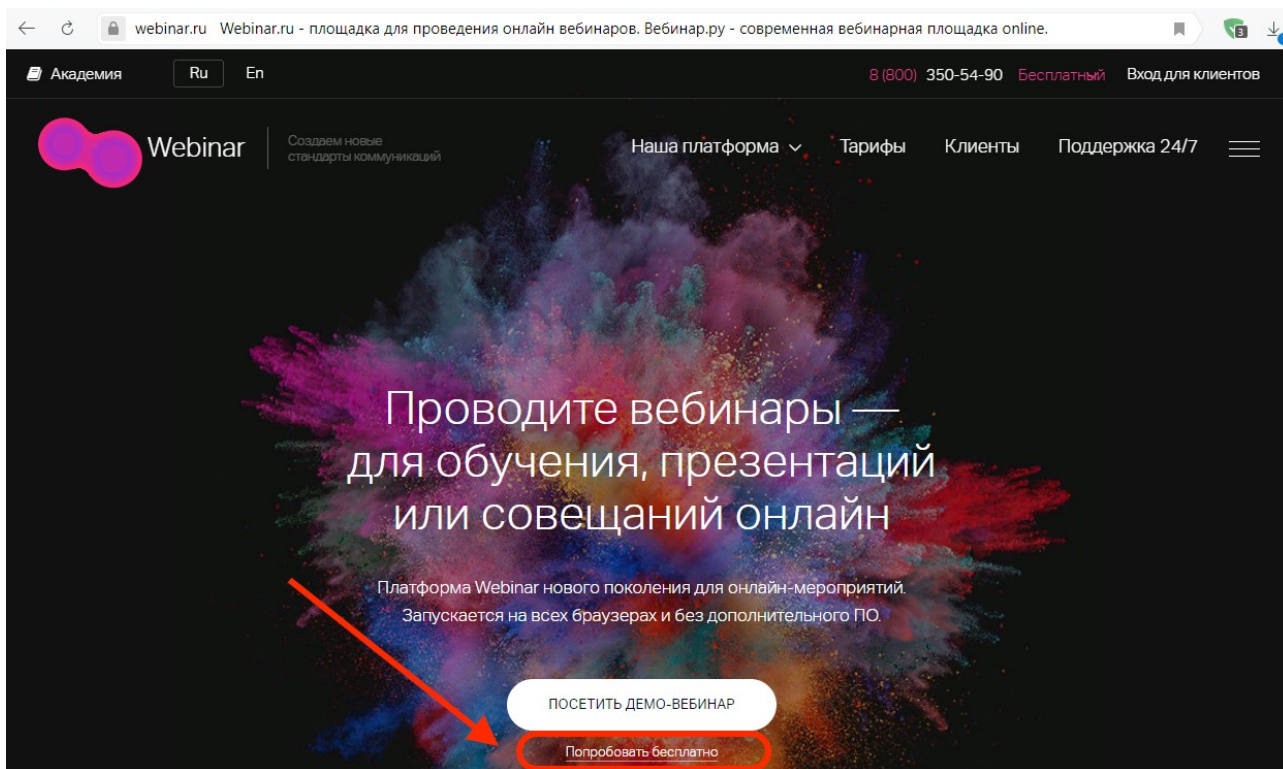 webinar.ru Webinar.ru - площадка для проведения онлайн вебинаров. Вебинар.ру - современная вебинарная площадка online.
3
Академия Ru En 8 (800) 350-54-90 Бесплатный Вход для клиентов
Webinar
Создаем новые
стандарты коммуникаций
Наша платформа Тарифы Клиенты Поддержка 24/7
Проводите вебинары —
для обучения, презентаций
или совещаний онлайн
Платформа Webinar нового поколения для онлайн-мероприятий.
Запускается на всех браузерах и без дополнительного ПО.
ПОСЕТИТЬ ДЕМО-ВЕБИНАР
Попробовать бесплатно